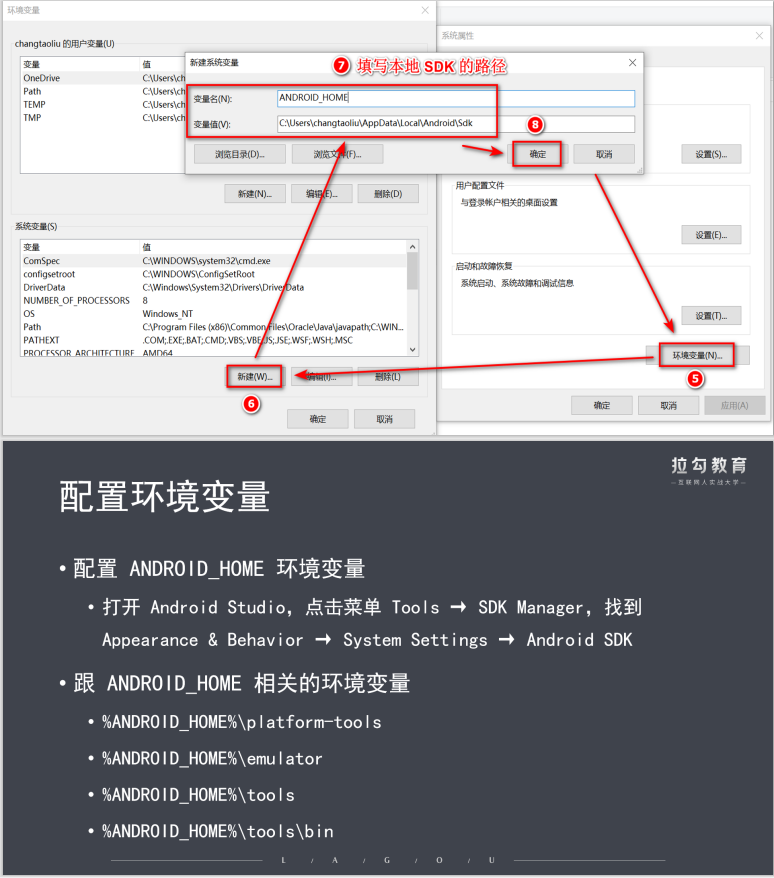 环境变量
changtaoliu 的用户变量(U)
变量 值
OneDrive C:\Users\ch
Path C:\Users\ch
TEMP C:\Users\ch
TMP C:\Users\ch
新建(N)... 编辑(E)... 删除(D)
系统变量(S)
变量 值
ComSpec C:\WINDOWS\system32\cmd.exe
configsetroot C:\WINDOWS\ConfigSetRoot
DriverData C:\Windows\System32\Drivers\DriverData
NUMBER_OF_PROCESSORS 8
OS Windows_NT
Path C:\Program Files (x86)\Common Files\Oracle\Java\javapath;C:\WIN...
PATHEXT .COM;.EXE;.BAT;.CMD;.VBS;.VBE;.JS;.JSE;.WSF;.WSH;.MSC
PROCESSOR_ARCHITECTURE AMD64
新建(W)... 编辑(I)... 删除(L)
6
确定 取消
新建系统变量
7 填写本地 SDK 的路径
变量名(N): ANDROID_HOME
变量值(V): C:\Users\changtaoliu\AppData\Local\Android\Sdk
8
浏览目录(D)... 浏览文件(F)... 确定 取消
系统属性
设置(S)...
用户配置文件
与登录帐户相关的桌面设置
设置(E)...
启动和故障恢复
系统启动、系统故障和调试信息
设置(T)...
环境变量(N)...
5
确定 取消 应用(A)
拉勾教育
—互联网人实战大学—
配置环境变量
• 配置 ANDROID_HOME 环境变量
• 打开 Android Studio，点击菜单 Tools → SDK Manager，找到
Appearance & Behavior → System Settings → Android SDK
• 跟 ANDROID_HOME 相关的环境变量
• %ANDROID_HOME%\platform-tools
• %ANDROID_HOME%\emulator
• %ANDROID_HOME%\tools
• %ANDROID_HOME%\tools\bin
L / A / G / O / U